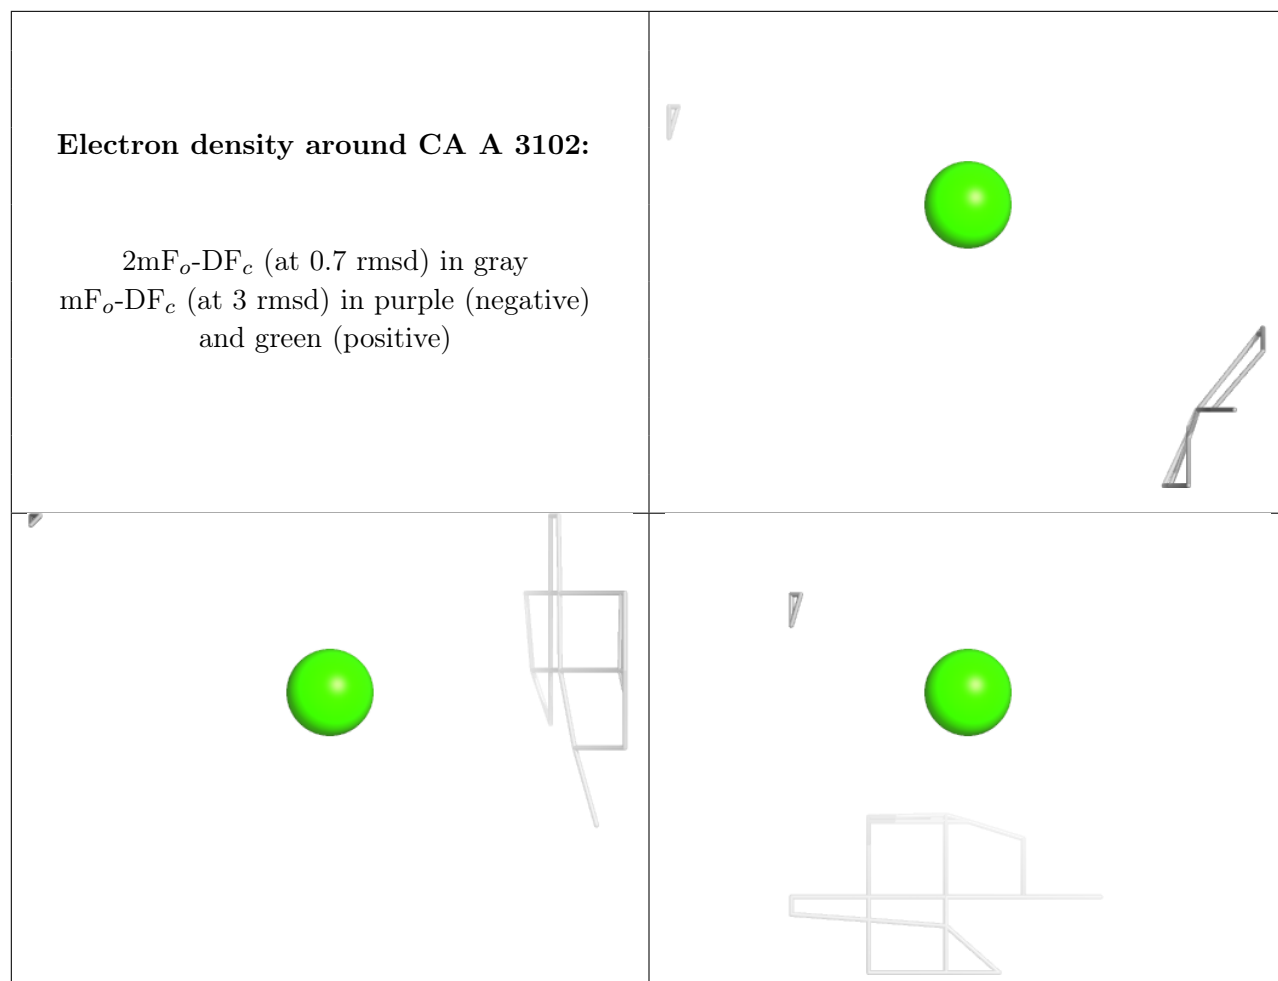 Electron density around CA A 3102:
2mFₒ-DF𝒸 (at 0.7 rmsd) in gray
mFₒ-DF𝒸 (at 3 rmsd) in purple (negative)
and green (positive)